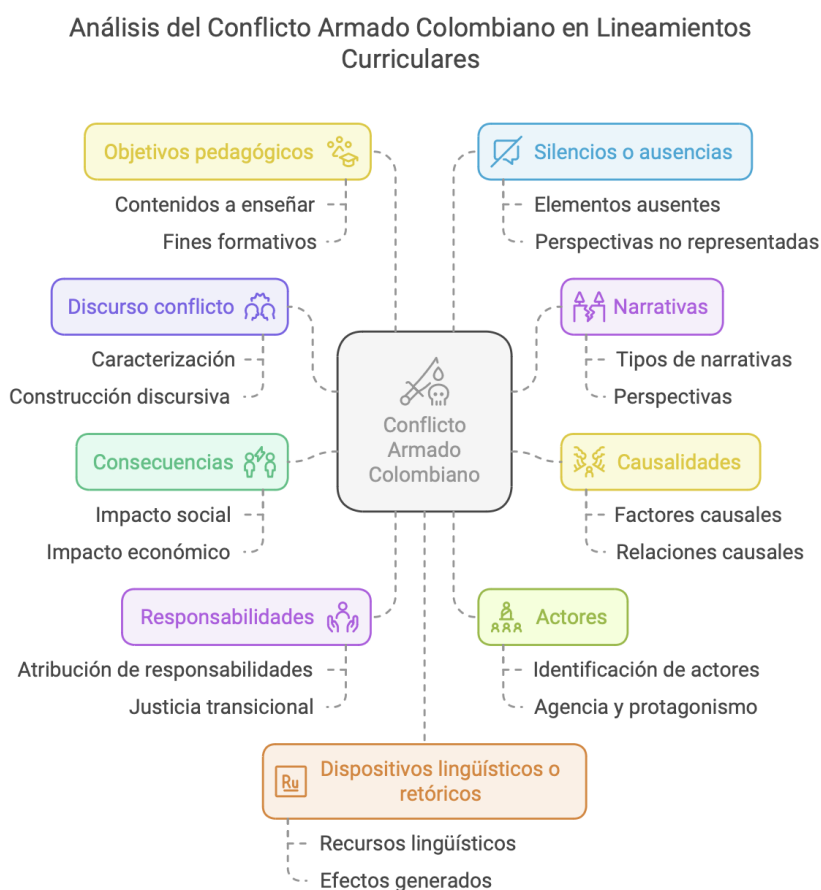 Análisis del Conflicto Armado Colombiano en Lineamientos
Curriculares
Objetivos pedagógicos
Contenidos a enseñar
Fines formativos
Silencios o ausencias
Elementos ausentes
Perspectivas no representadas
Discurso conflicto
Caracterización
Construcción discursiva
Narrativas
Tipos de narrativas
Perspectivas
Conflicto
Armado
Colombiano
Consecuencias
Impacto social
Impacto económico
Causalidades
Factores causales
Relaciones causales
Responsabilidades
Atribución de responsabilidades
Justicia transicional
Actores
Identificación de actores
Agencia y protagonismo
Ru
Dispositivos lingüísticos o
retóricos
Recursos lingüísticos
Efectos generados